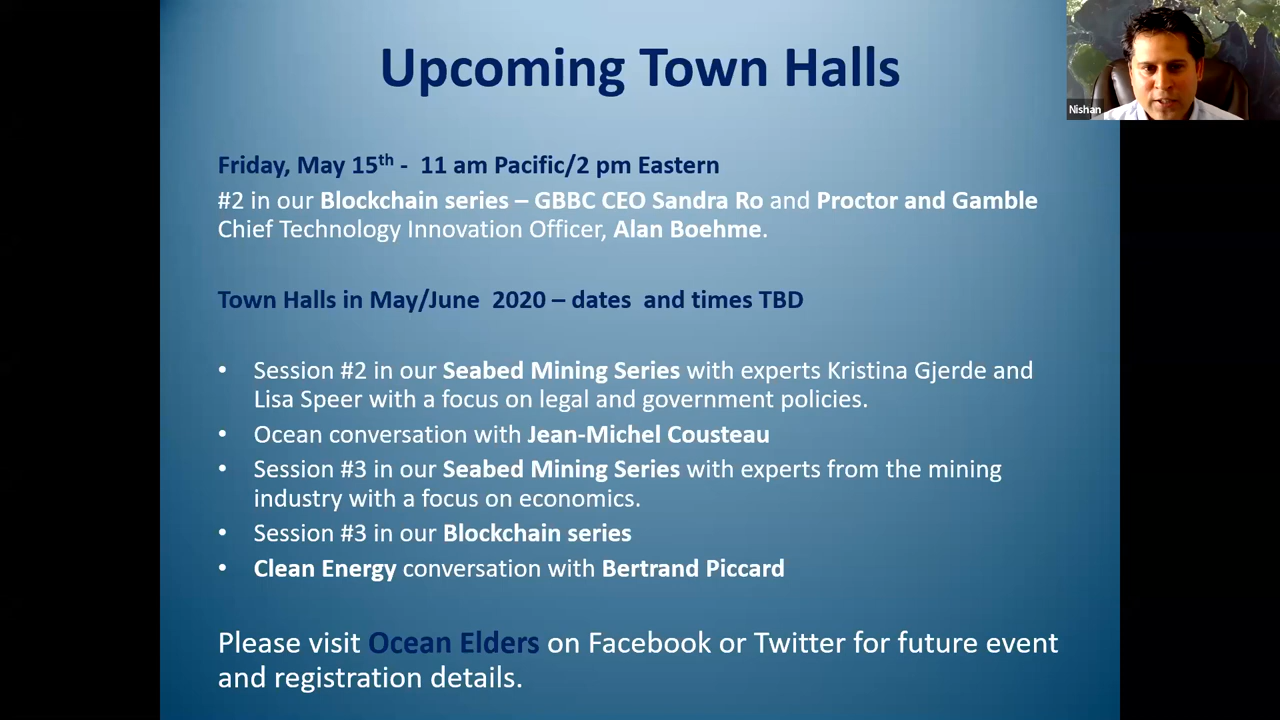 Upcoming Town Halls
Nishan
Friday, May 15th - 11 am Pacific/2 pm Eastern
#2 in our Blockchain series – GBBC CEO Sandra Ro and Proctor and Gamble
Chief Technology Innovation Officer, Alan Boehme.
Town Halls in May/June 2020 – dates and times TBD
• Session #2 in our Seabed Mining Series with experts Kristina Gjerde and
Lisa Speer with a focus on legal and government policies.
• Ocean conversation with Jean-Michel Cousteau
• Session #3 in our Seabed Mining Series with experts from the mining
industry with a focus on economics.
• Session #3 in our Blockchain series
• Clean Energy conversation with Bertrand Piccard
Please visit Ocean Elders on Facebook or Twitter for future event
and registration details.